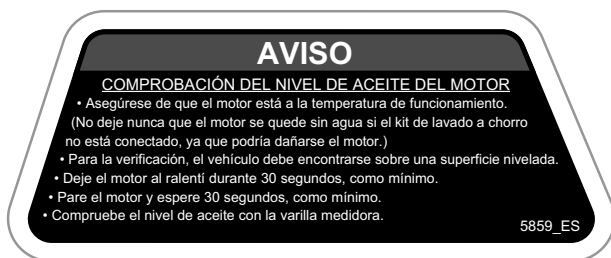 AVISO
COMPROBACIÓN DEL NIVEL DE ACEITE DEL MOTOR
• Asegúrese de que el motor está a la temperatura de funcionamiento.
(No deje nunca que el motor se quede sin agua si el kit de lavado a chorro
no está conectado, ya que podría dañarse el motor.)
• Para la verificación, el vehículo debe encontrarse sobre una superficie nivelada.
• Deje el motor al ralentí durante 30 segundos, como mínimo.
• Pare el motor y espere 30 segundos, como mínimo.
• Compruebe el nivel de aceite con la varilla medidora.
5859_ES